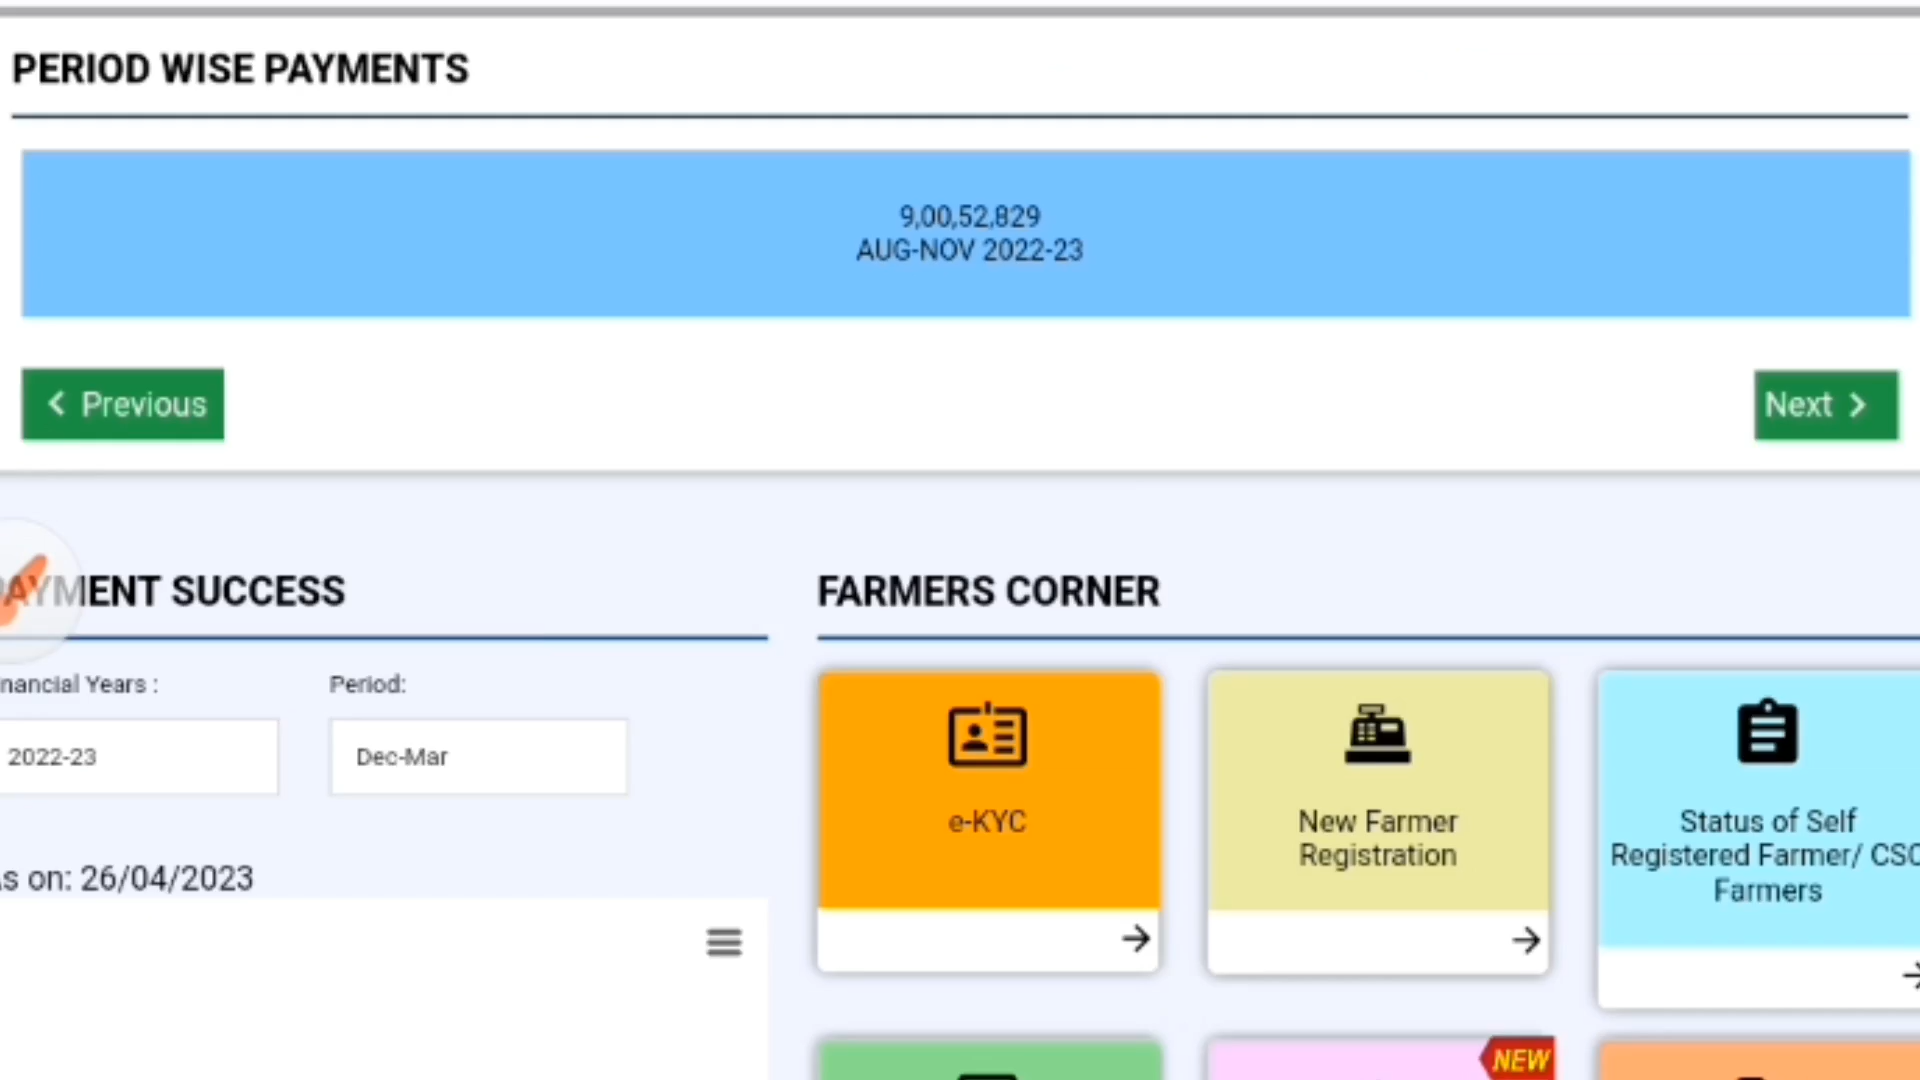 PERIOD WISE PAYMENTS
9,00,52,829
AUG-NOV 2022-23
Previous
Next
PAYMENT SUCCESS
nancial Years :
Period:
2022-23
Dec-Mar
As on: 26/04/2023
FARMERS CORNER
e-KYC
New Farmer
Registration
Status of Self
Registered Farmer/ CSC
Farmers
NEW